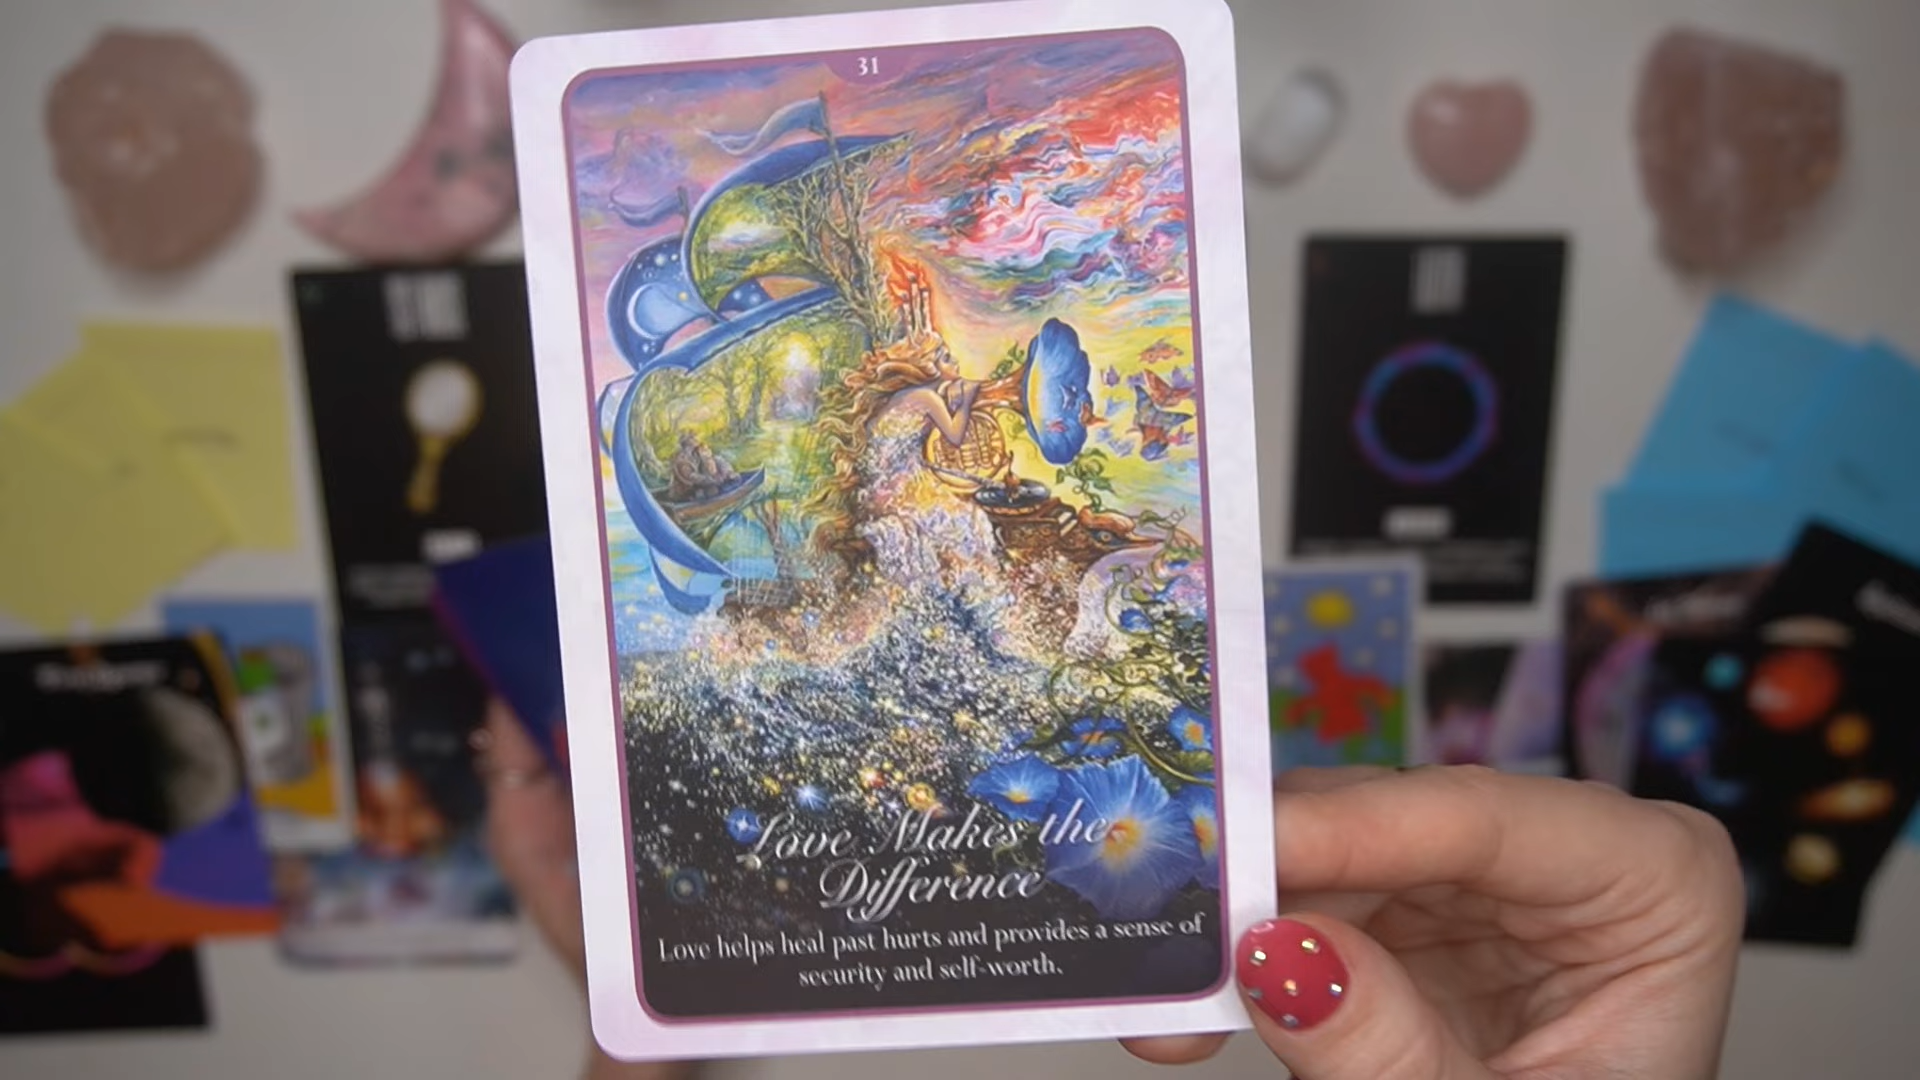 31
Love Makes the
Difference
Love helps heal past hurts and provides a sense of
security and self-worth.